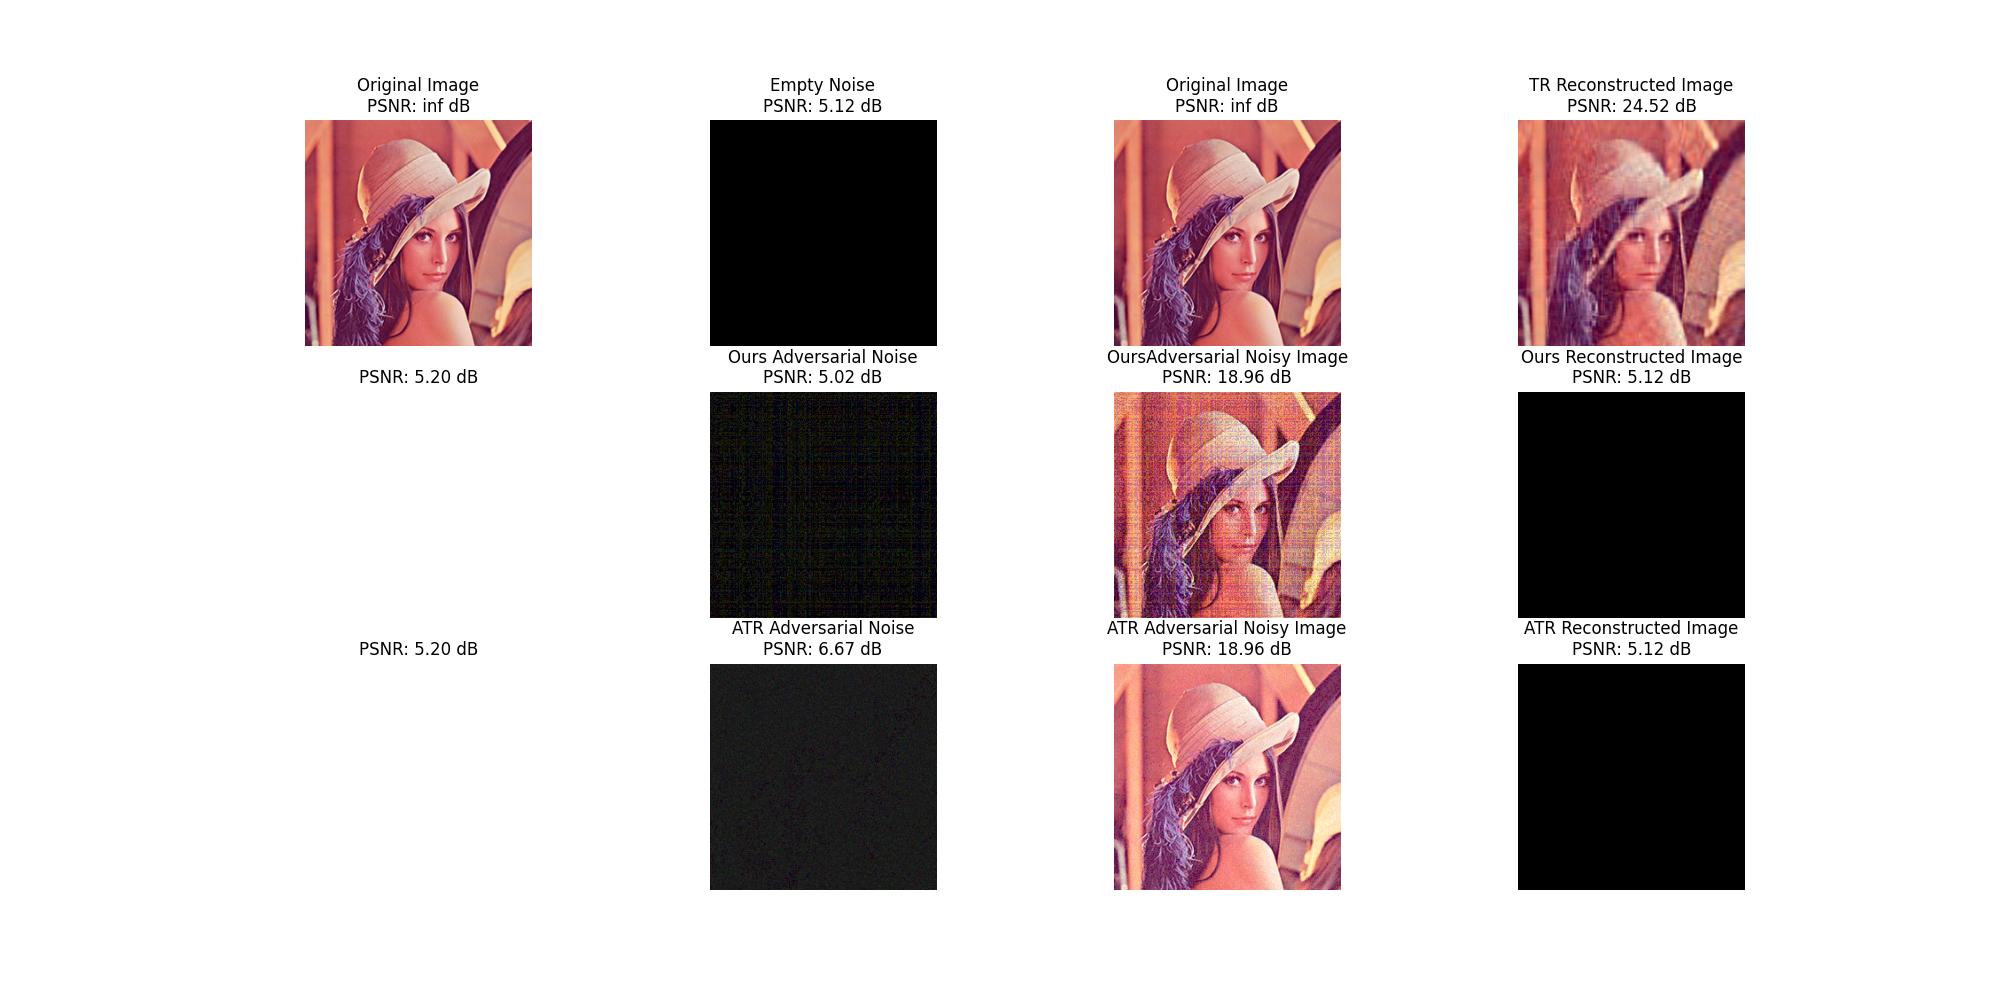 Original Image
PSNR: inf dB
Empty Noise
PSNR: 5.12 dB
Original Image
PSNR: inf dB
TR Reconstructed Image
PSNR: 24.52 dB
PSNR: 5.20 dB
Ours Adversarial Noise
PSNR: 5.02 dB
OursAdversarial Noisy Image
PSNR: 18.96 dB
Ours Reconstructed Image
PSNR: 5.12 dB
PSNR: 5.20 dB
ATR Adversarial Noise
PSNR: 6.67 dB
ATR Adversarial Noisy Image
PSNR: 18.96 dB
ATR Reconstructed Image
PSNR: 5.12 dB